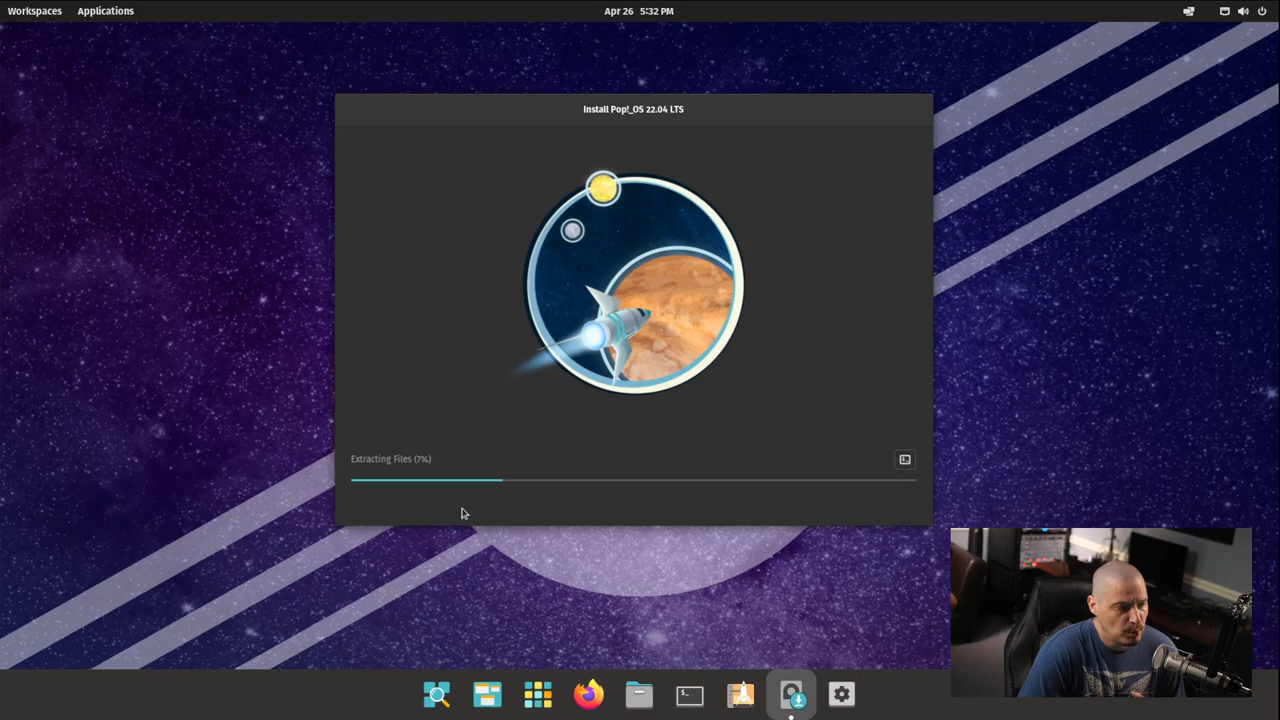 Workspaces Applications Apr 26 5:32 PM
Install Pop!_OS 22.04 LTS
Extracting Files (7%)